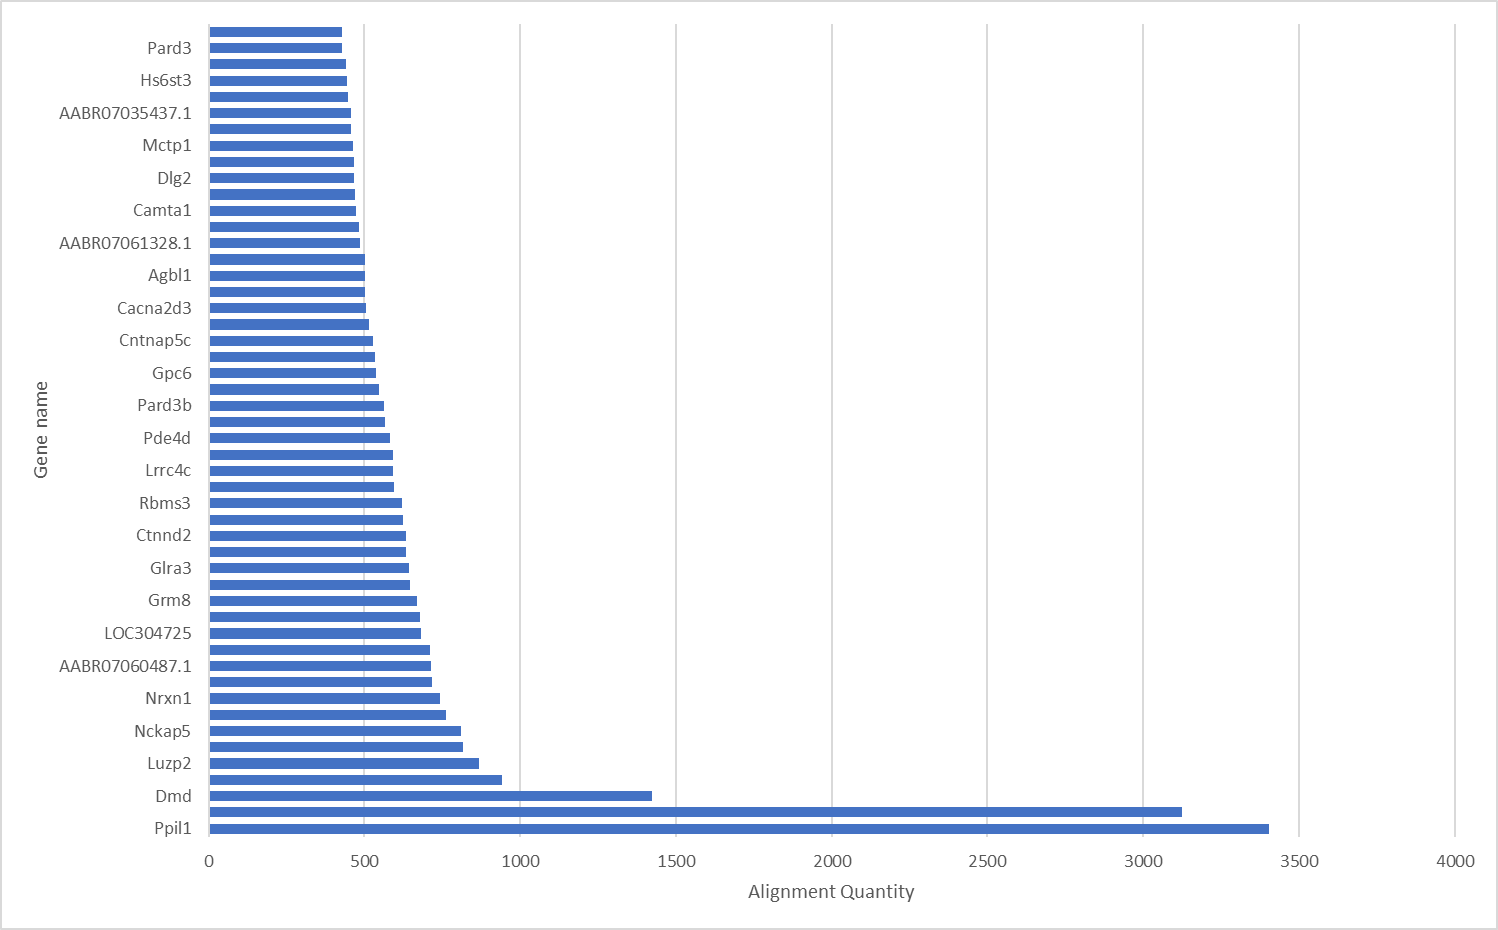 Pard3
Hs6st3
AABR07035437.1
Mctp1
Dlg2
Camta1
AABR07061328.1
Agbl1
Cacna2d3
Cntnap5c
Gpc6
Pard3b
Pde4d
Lrrc4c
Rbms3
Ctnnd2
Glra3
Grm8
LOC304725
AABR07060487.1
Nrxn1
Nckap5
Luzp2
Dmd
Ppil1
Gene name
0 500 1000 1500 2000 2500 3000 3500 4000
Alignment Quantity